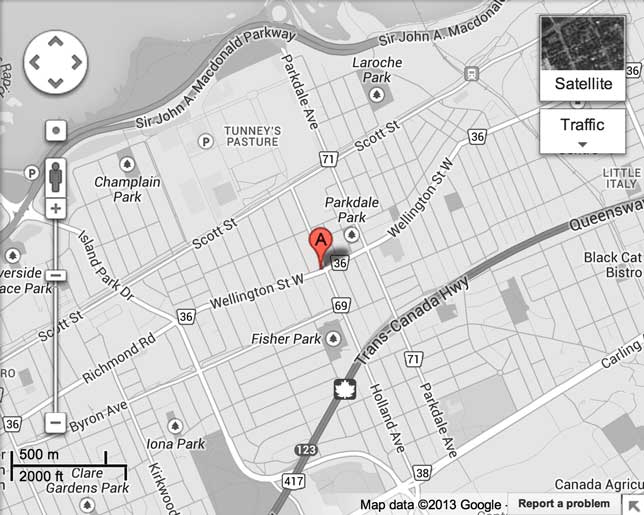 Sir John A. Macdonald
Sir John A. Macdonald Parkway
Satellite
Traffic
Parkdale Ave
Laroche
Park
36
TUNNEY'S
PASTURE
P
Scott St
36
71
P
Champlain
Park
Parkdale
Park
Wellington St W
LITTLE
ITALY
Queensway
Scott St
Island Park Dr
A
36
Black Cat
Bistro
Wellington St W
Trans-Canada Hwy
69
36
Scott St
Richmond Rd
Fisher Park
71
Carling
36
Byron Ave
Holland Ave
Parkdale Ave
Iona Park
123
500 m
2000 ft
Clare
Gardens Park
Kirkwood
417
38
Canada Agricu
Map data ©2013 Google -
Report a problem